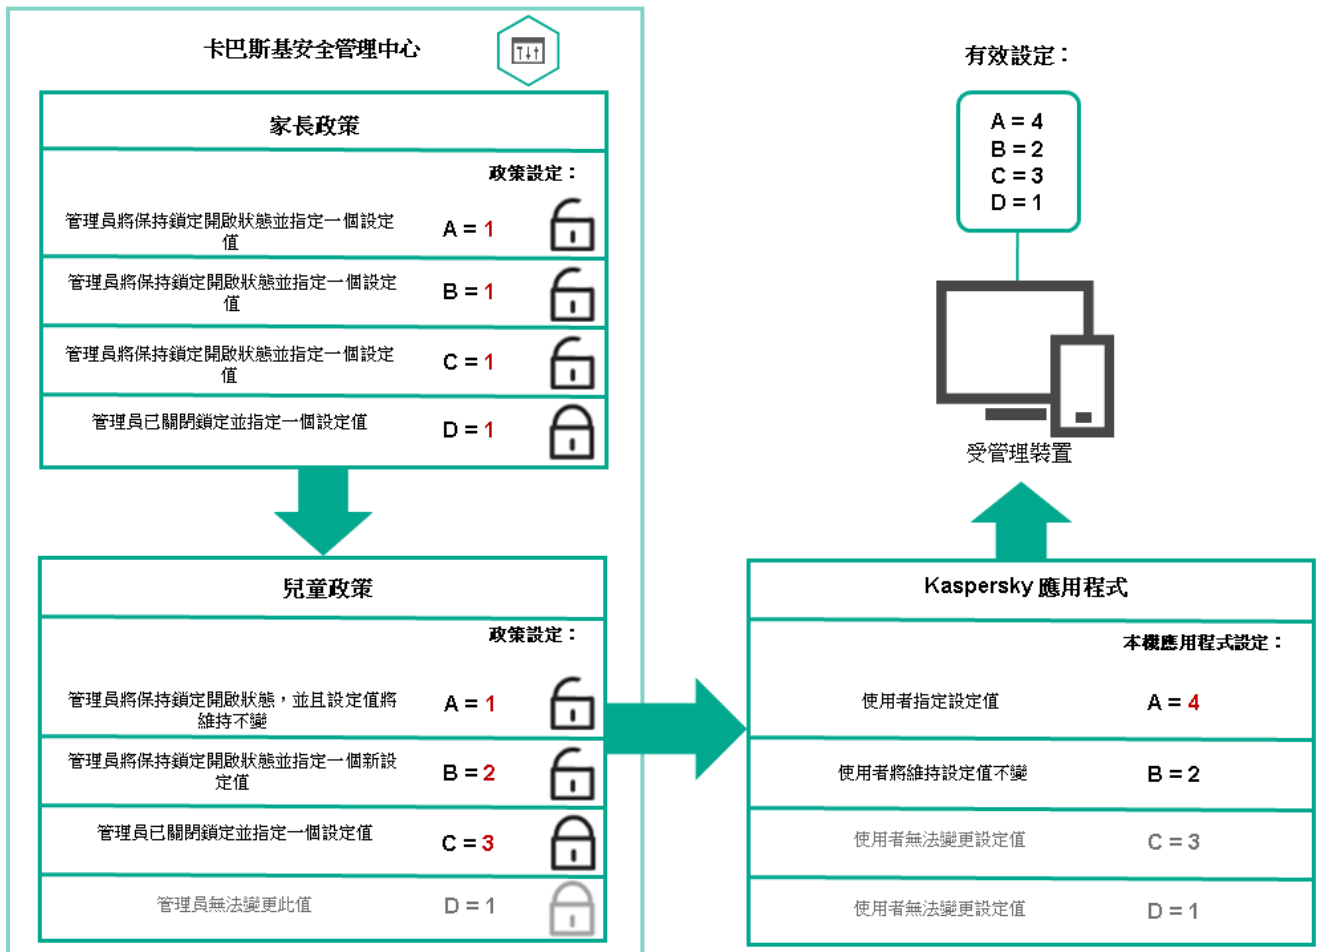 卡巴斯基安全管理中心
家長政策
政策設定：
管理員將保持鎖定開啟狀態並指定一個設定
值
A = 1
管理員將保持鎖定開啟狀態並指定一個設定
值
B = 1
管理員將保持鎖定開啟狀態並指定一個設定
值
C = 1
管理員已關閉鎖定並指定一個設定值
D = 1
兒童政策
政策設定：
管理員將保持鎖定開啟狀態，並且設定值將
維持不變
A = 1
管理員將保持鎖定開啟狀態並指定一個新設
定值
B = 2
管理員已關閉鎖定並指定一個設定值
C = 3
管理員無法變更此值
D = 1
有效設定：
A = 4
B = 2
C = 3
D = 1
受管理裝置
Kaspersky 應用程式
本機應用程式設定：
使用者指定設定值
A = 4
使用者將維持設定值不變
B = 2
使用者無法變更設定值
C = 3
使用者無法變更設定值
D = 1